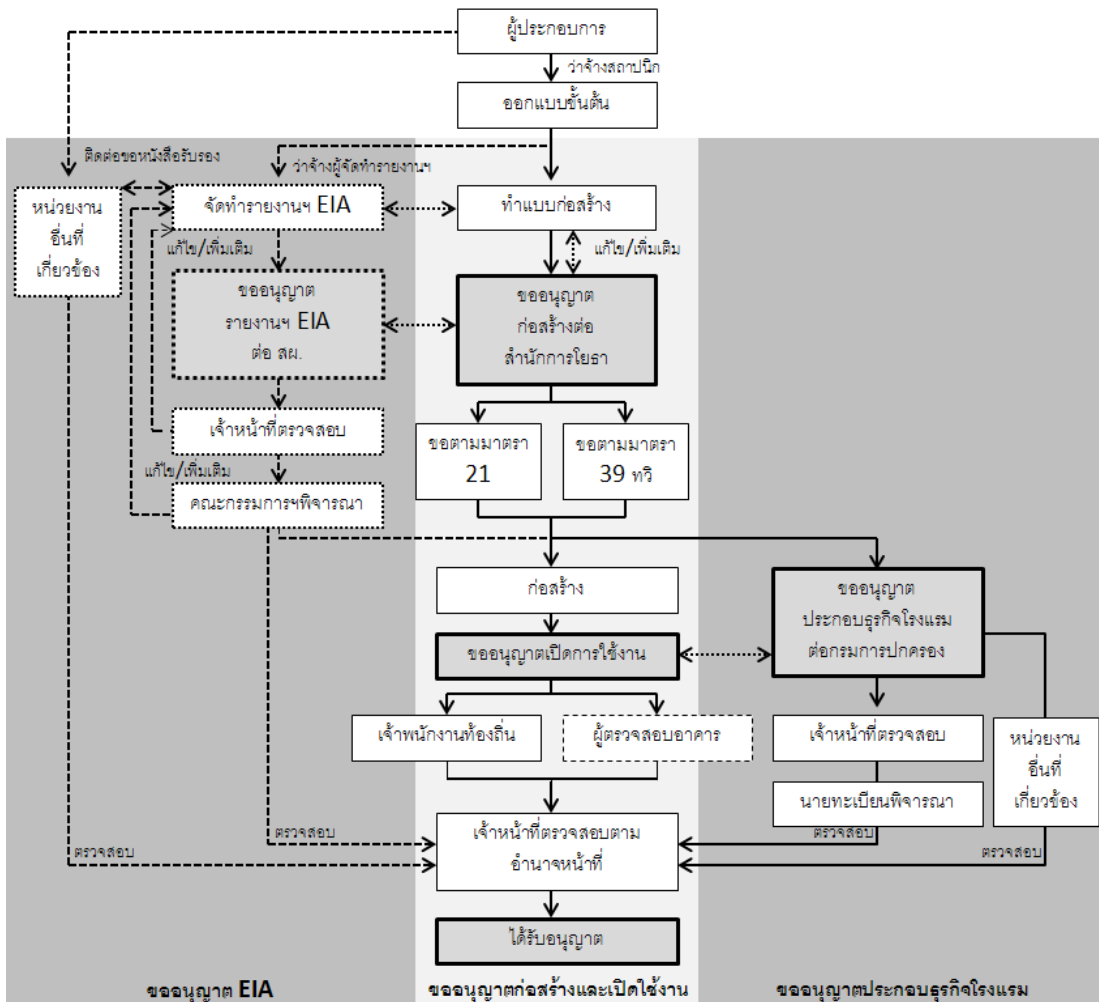 ผู้ประกอบการ
ว่าจ้างสถาปนิก
ออกแบบขั้นต้น
ติดต่อขอหนังสือรับรอง
ว่าจ้างผู้จัดทำรายงานฯ
หน่วยงาน
อื่นที่
เกี่ยวข้อง
จัดทำรายงานฯ EIA
ทำแบบก่อสร้าง
แก้ไข/เพิ่มเติม
แก้ไข/เพิ่มเติม
ขออนุญาต
รายงานฯ EIA
ต่อ สผ.
ขออนุญาต
ก่อสร้างต่อ
สำนักการโยธา
เจ้าหน้าที่ตรวจสอบ
ขอตามมาตรา
21
ขอตามมาตรา
39 ทวิ
แก้ไข/เพิ่มเติม
คณะกรรมการฯพิจารณา
ก่อสร้าง
ขออนุญาต
ประกอบธุรกิจโรงแรม
ต่อกรมการปกครอง
ขออนุญาตเปิดการใช้งาน
เจ้าพนักงานท้องถิ่น
ผู้ตรวจสอบอาคาร
เจ้าหน้าที่ตรวจสอบ
หน่วยงาน
อื่นที่
เกี่ยวข้อง
นายทะเบียนพิจารณา
ตรวจสอบ
เจ้าหน้าที่ตรวจสอบตาม
อำนาจหน้าที่
ตรวจสอบ
ตรวจสอบ
ตรวจสอบ
ได้รับอนุญาต
ขออนุญาต EIA
ขออนุญาตก่อสร้างและเปิดใช้งาน
ขออนุญาตประกอบธุรกิจโรงแรม